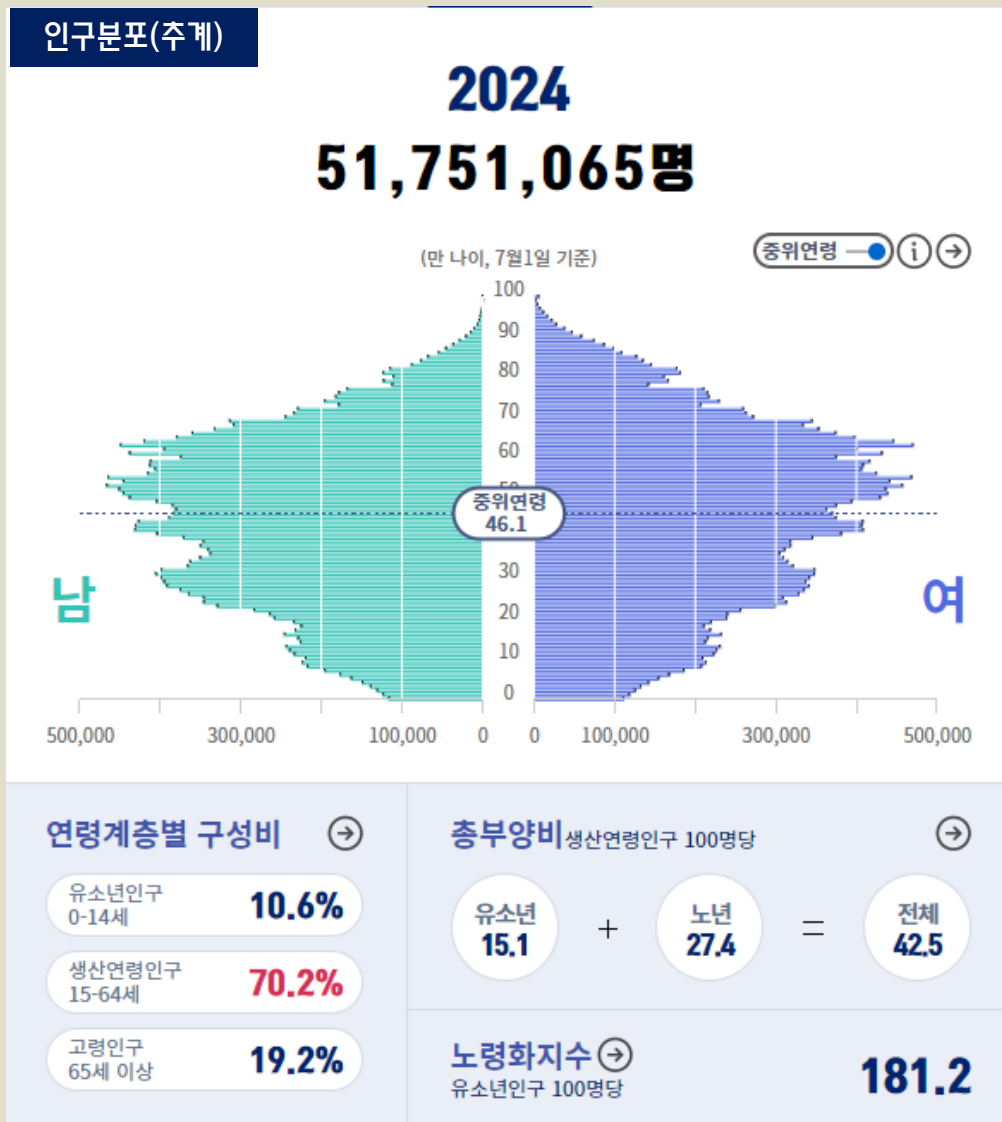 인구분포(추계)
2024
51,751,065명
(만 나이, 7월1일 기준)
중위연령
100
90
80
70
60
50
중위연령
46.1
30
20
10
0
남
여
500,000 300,000 100,000 0 0 100,000 300,000 500,000
연령계층별 구성비
유소년인구
0-14세
10.6%
생산연령인구
15-64세
70.2%
고령인구
65세 이상
19.2%
총부양비 생산연령인구 100명당
유소년
15.1
+
노년
27.4
=
전체
42.5
노령화지수
유소년인구 100명당
181.2